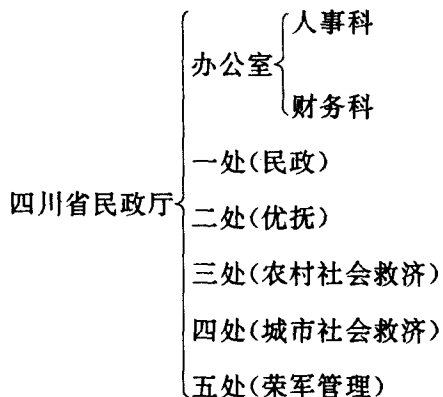 人事科
办公室
财务科
一处(民政)
四川省民政厅
二处(优抚)
三处(农村社会救济)
四处(城市社会救济)
五处(荣军管理)